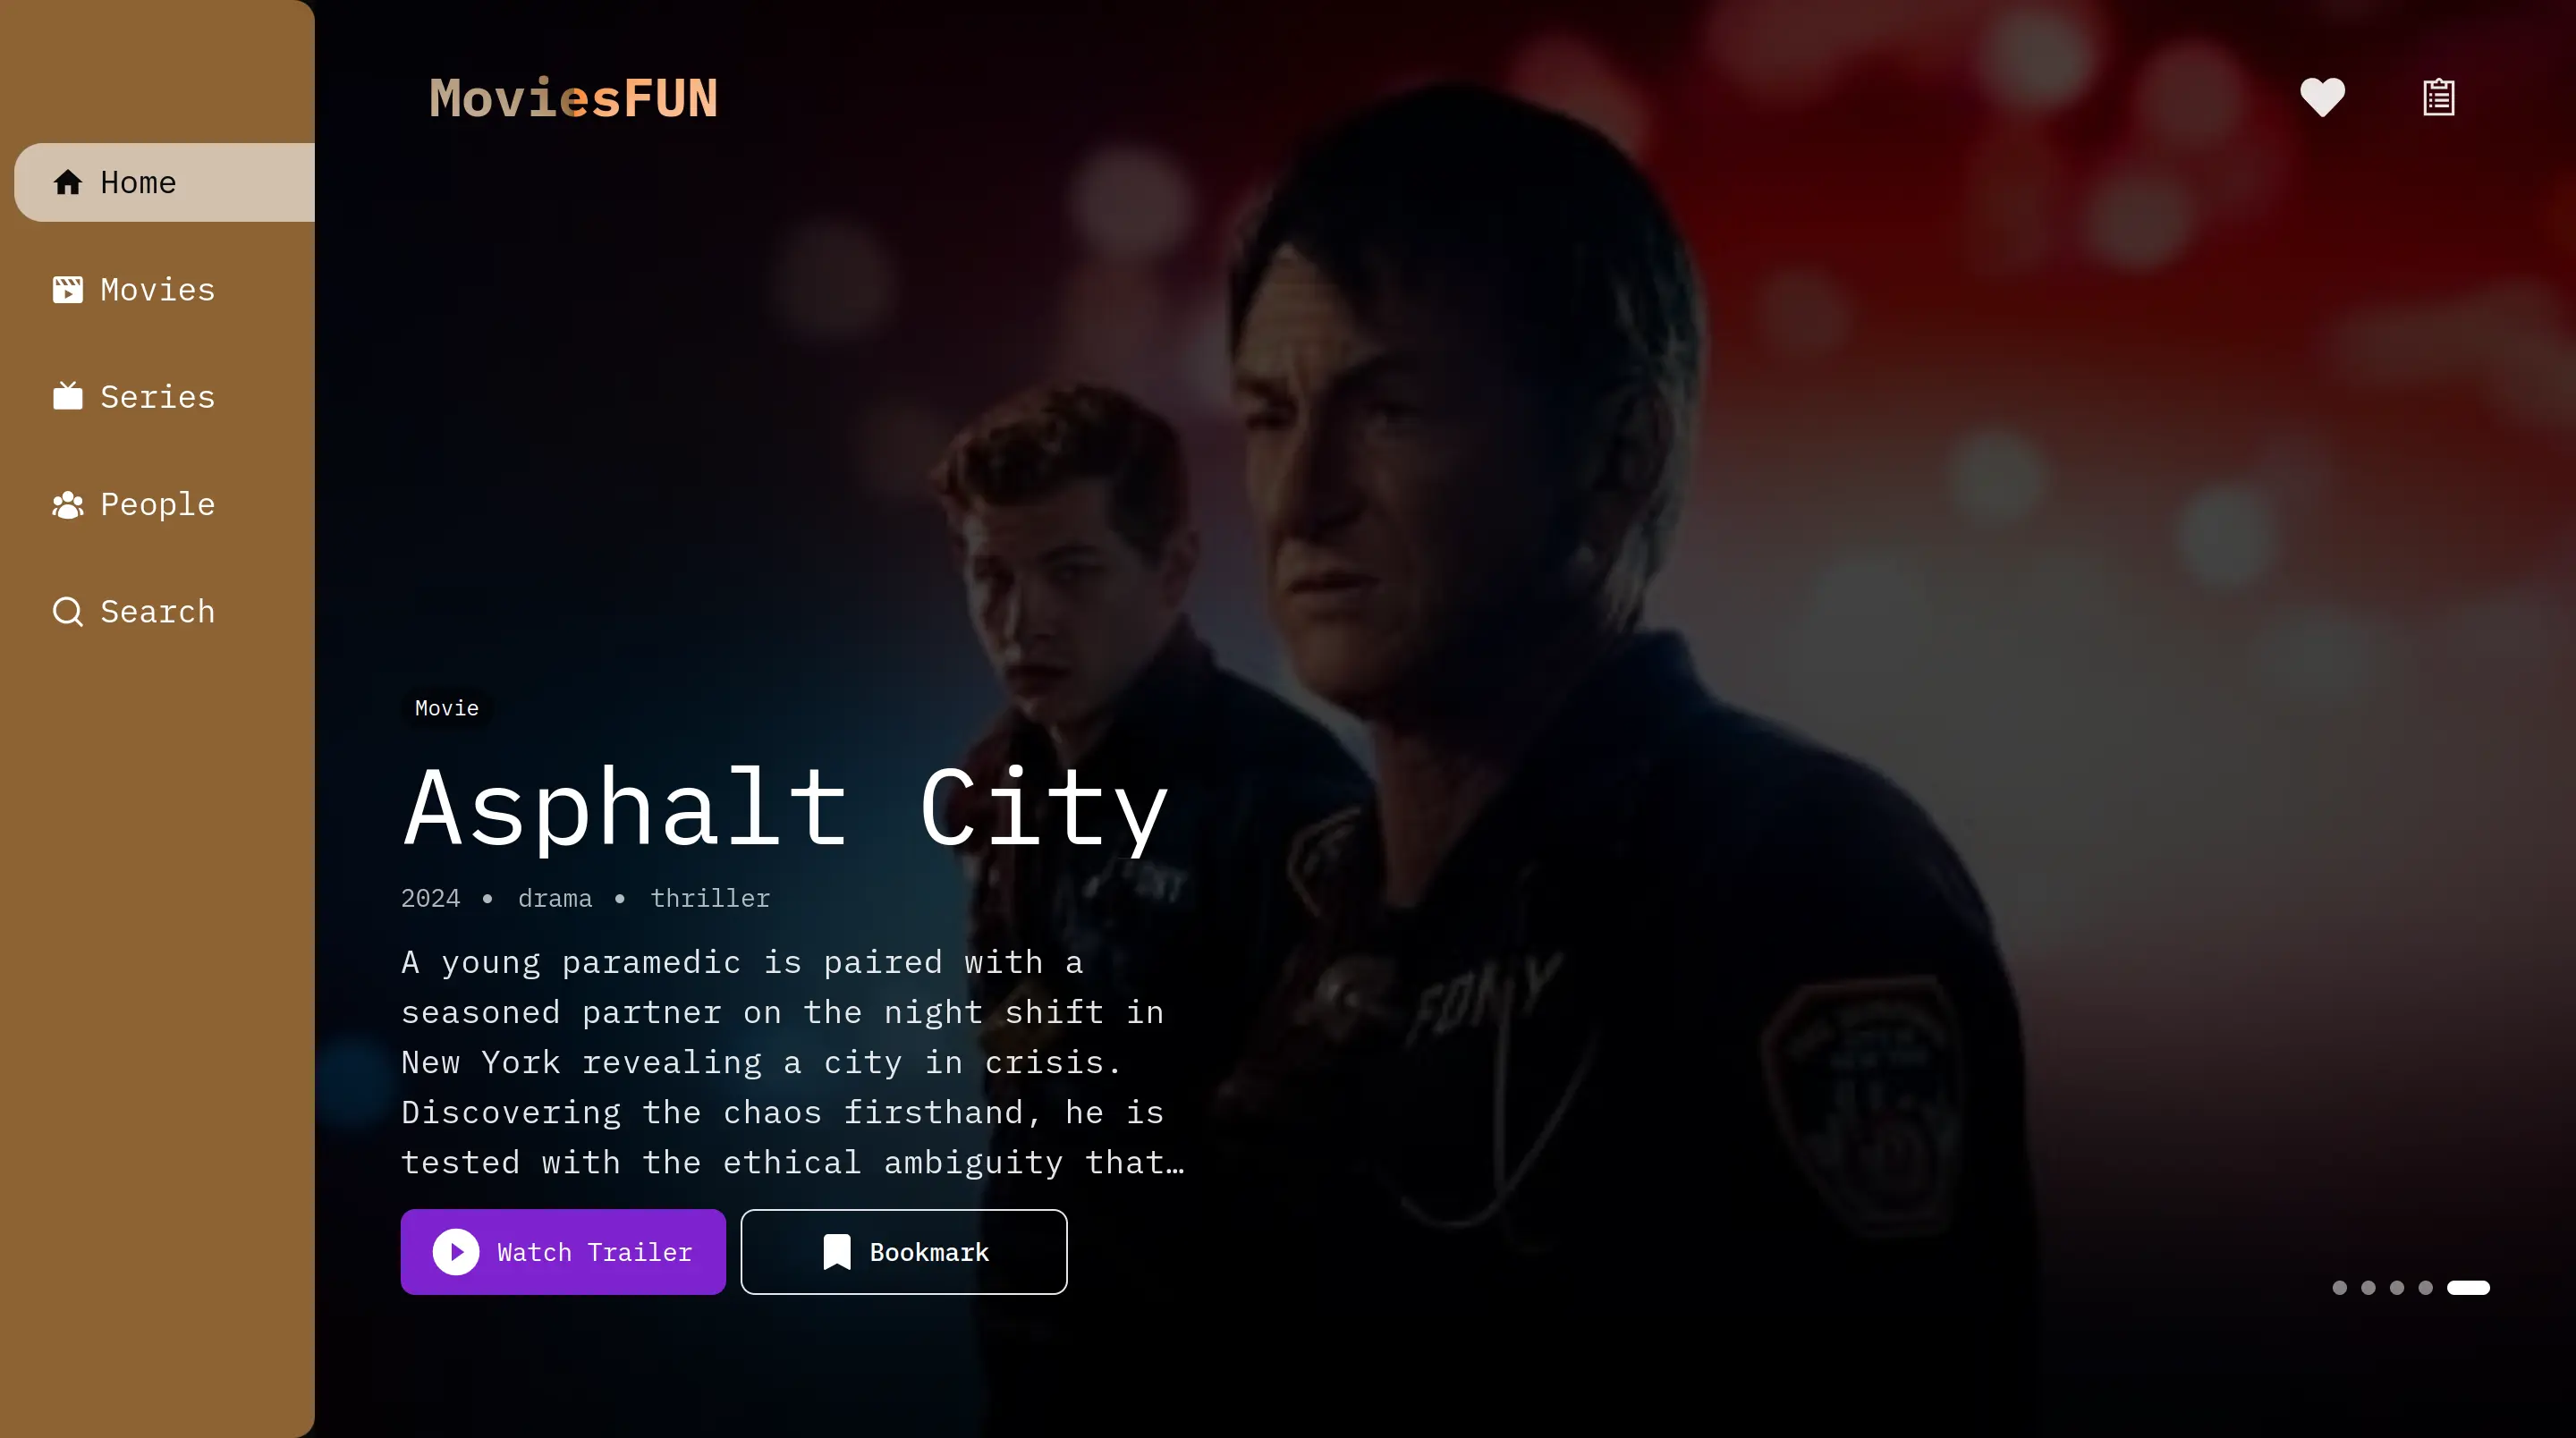 MoviesFUN
Home
Movies
Series
People
Search
Movie
Asphalt City
2024 • drama • thriller
A young paramedic is paired with a
seasoned partner on the night shift in
New York revealing a city in crisis.
Discovering the chaos firsthand, he is
tested with the ethical ambiguity that…
Watch Trailer
Bookmark
FDNY
FDNY